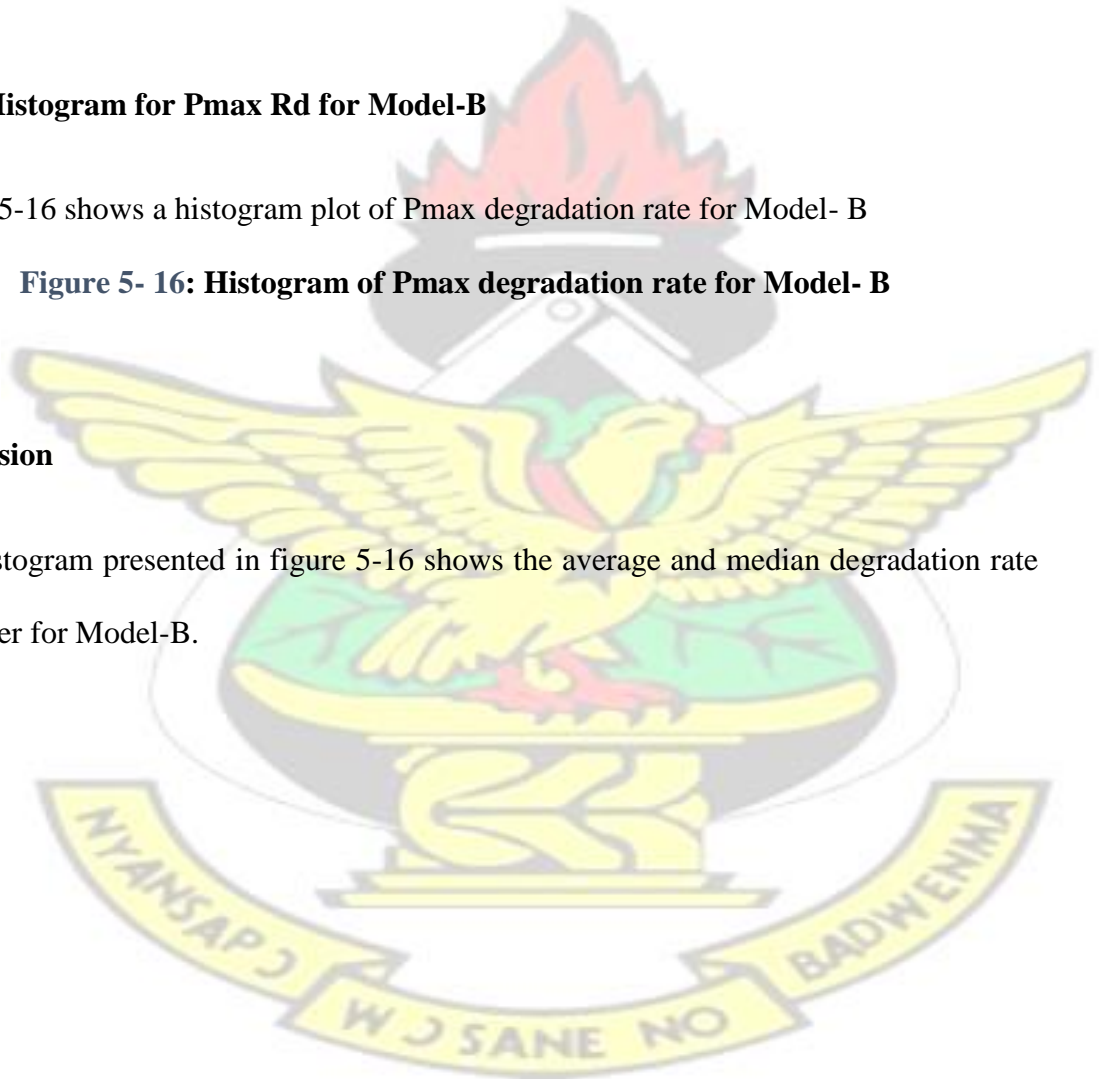 Histogram for Pmax Rd for Model-B
5-16 shows a histogram plot of Pmax degradation rate for Model- B
Figure 5- 16: Histogram of Pmax degradation rate for Model- B
sion
stogram presented in figure 5-16 shows the average and median degradation rate
er for Model-B.
NYANSAPƆ
WƆ SANE NO
BADWENMA